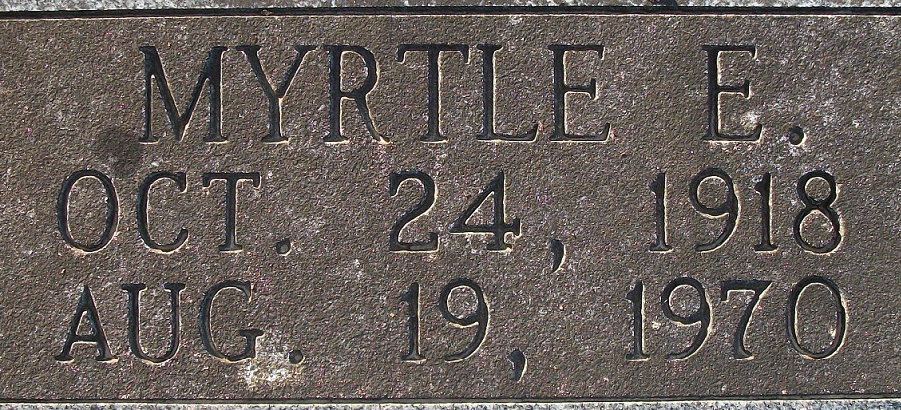 MYRTLE E.
OCT. 24, 1918
AUG. 19, 1970